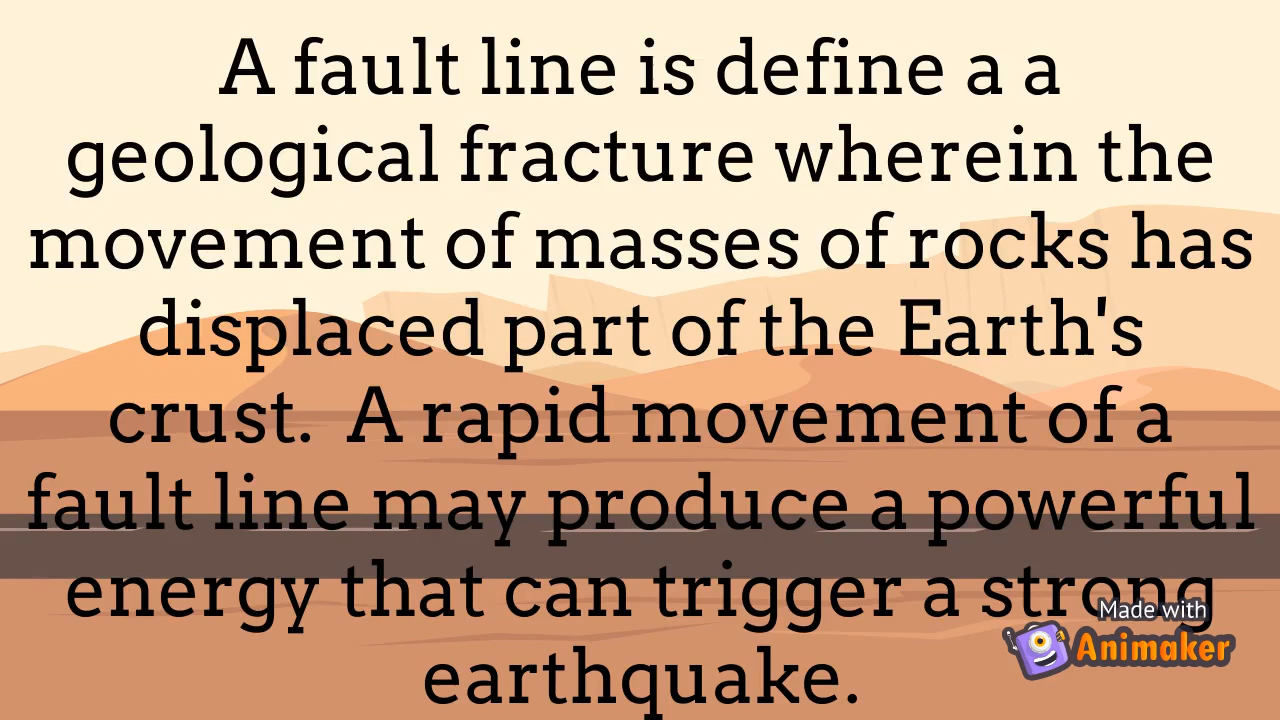 A fault line is define a a
geological fracture wherein the
movement of masses of rocks has
displaced part of the Earth's
crust.  A rapid movement of a
fault line may produce a powerful
energy that can trigger a strong
earthquake.
Made with
Animaker